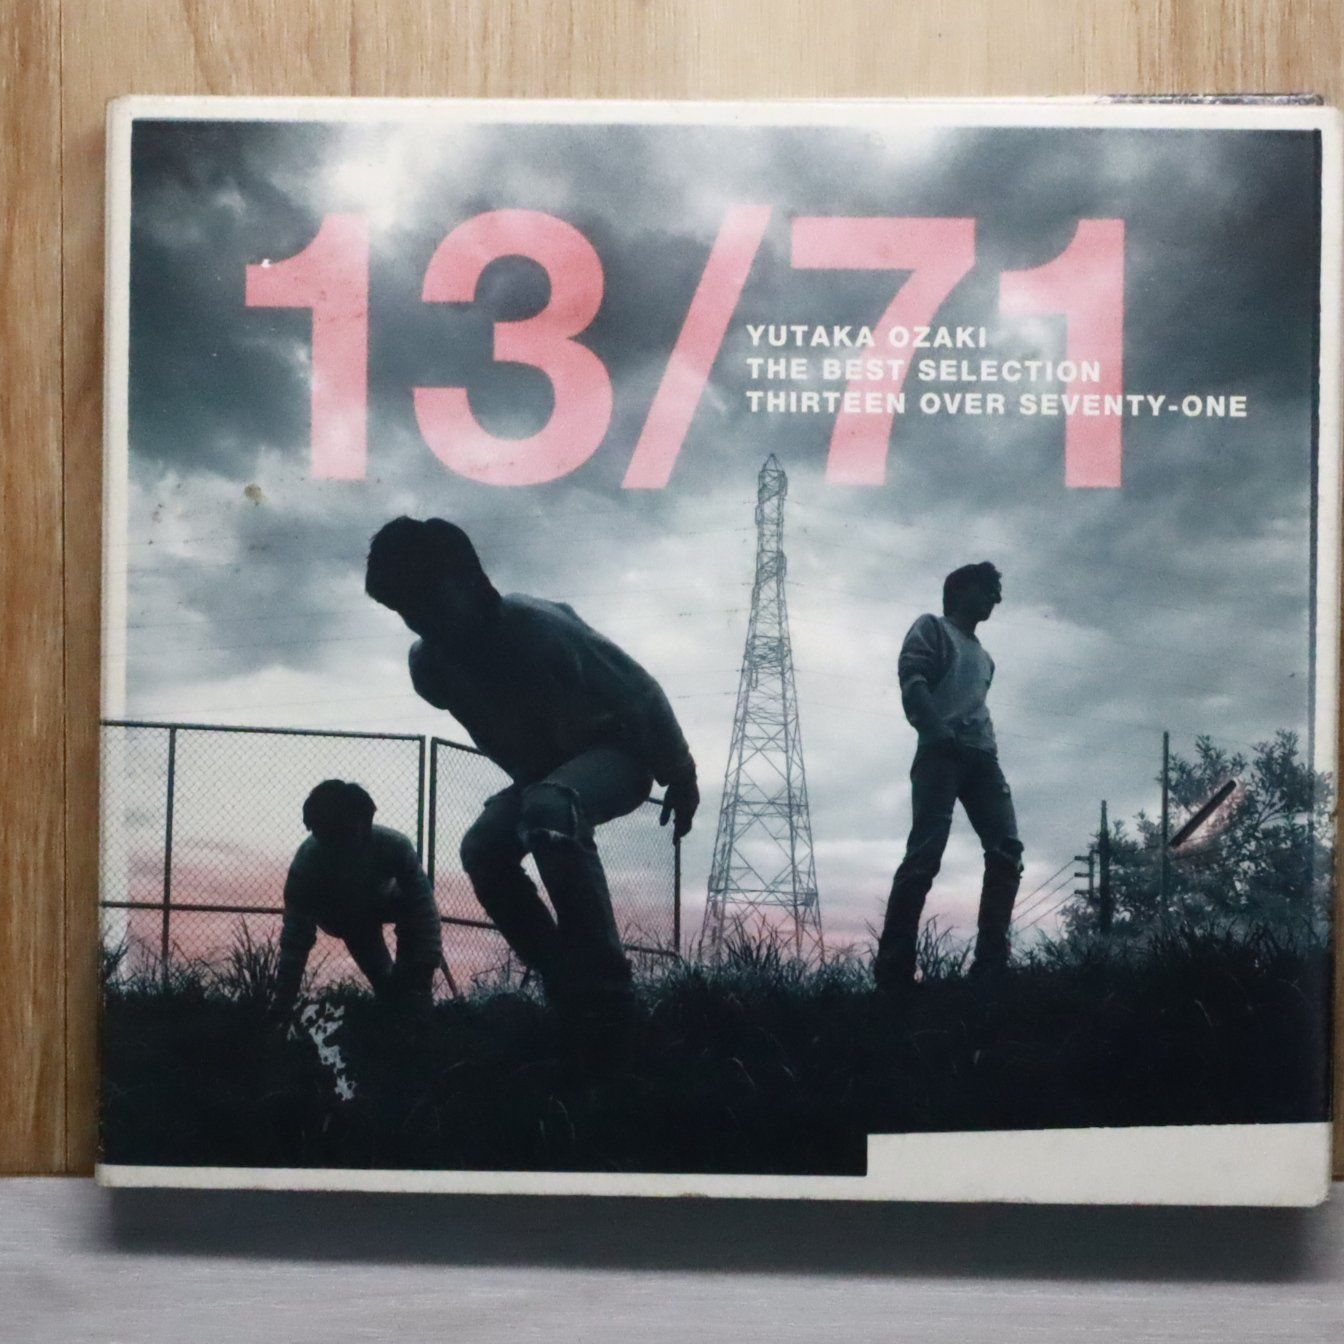 13/71
YUTAKA OZAKI
THE BEST SELECTION
THIRTEEN OVER SEVENTY-ONE